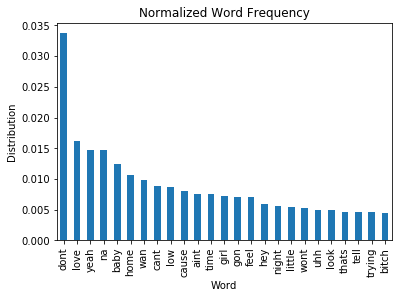 Normalized Word Frequency
0.035
0.030
0.025
0.020
0.015
0.010
0.005
0.000
Distribution
dont
love
yeah
na
baby
home
wan
cant
low
cause
aint
time
girl
gon
feel
hey
night
little
wont
uhh
look
thats
tell
trying
bitch
Word